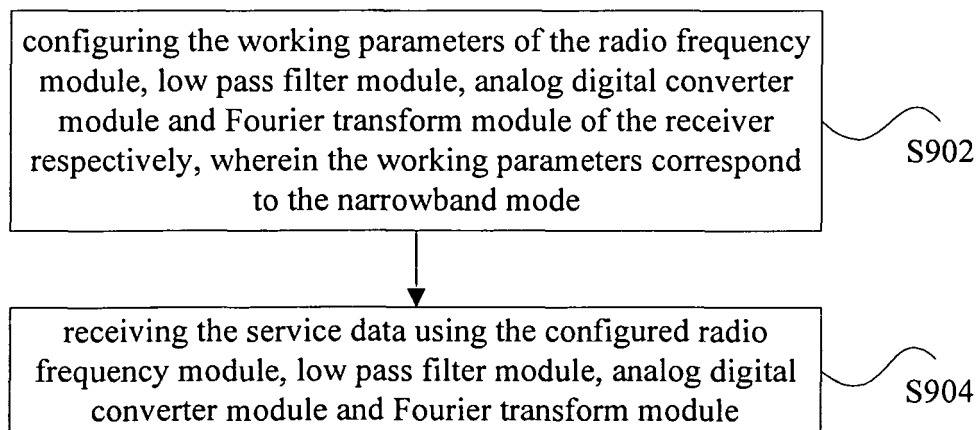 configuring the working parameters of the radio frequency
module, low pass filter module, analog digital converter
module and Fourier transform module of the receiver
respectively, wherein the working parameters correspond
to the narrowband mode
S902
receiving the service data using the configured radio
frequency module, low pass filter module, analog digital
converter module and Fourier transform module
S904